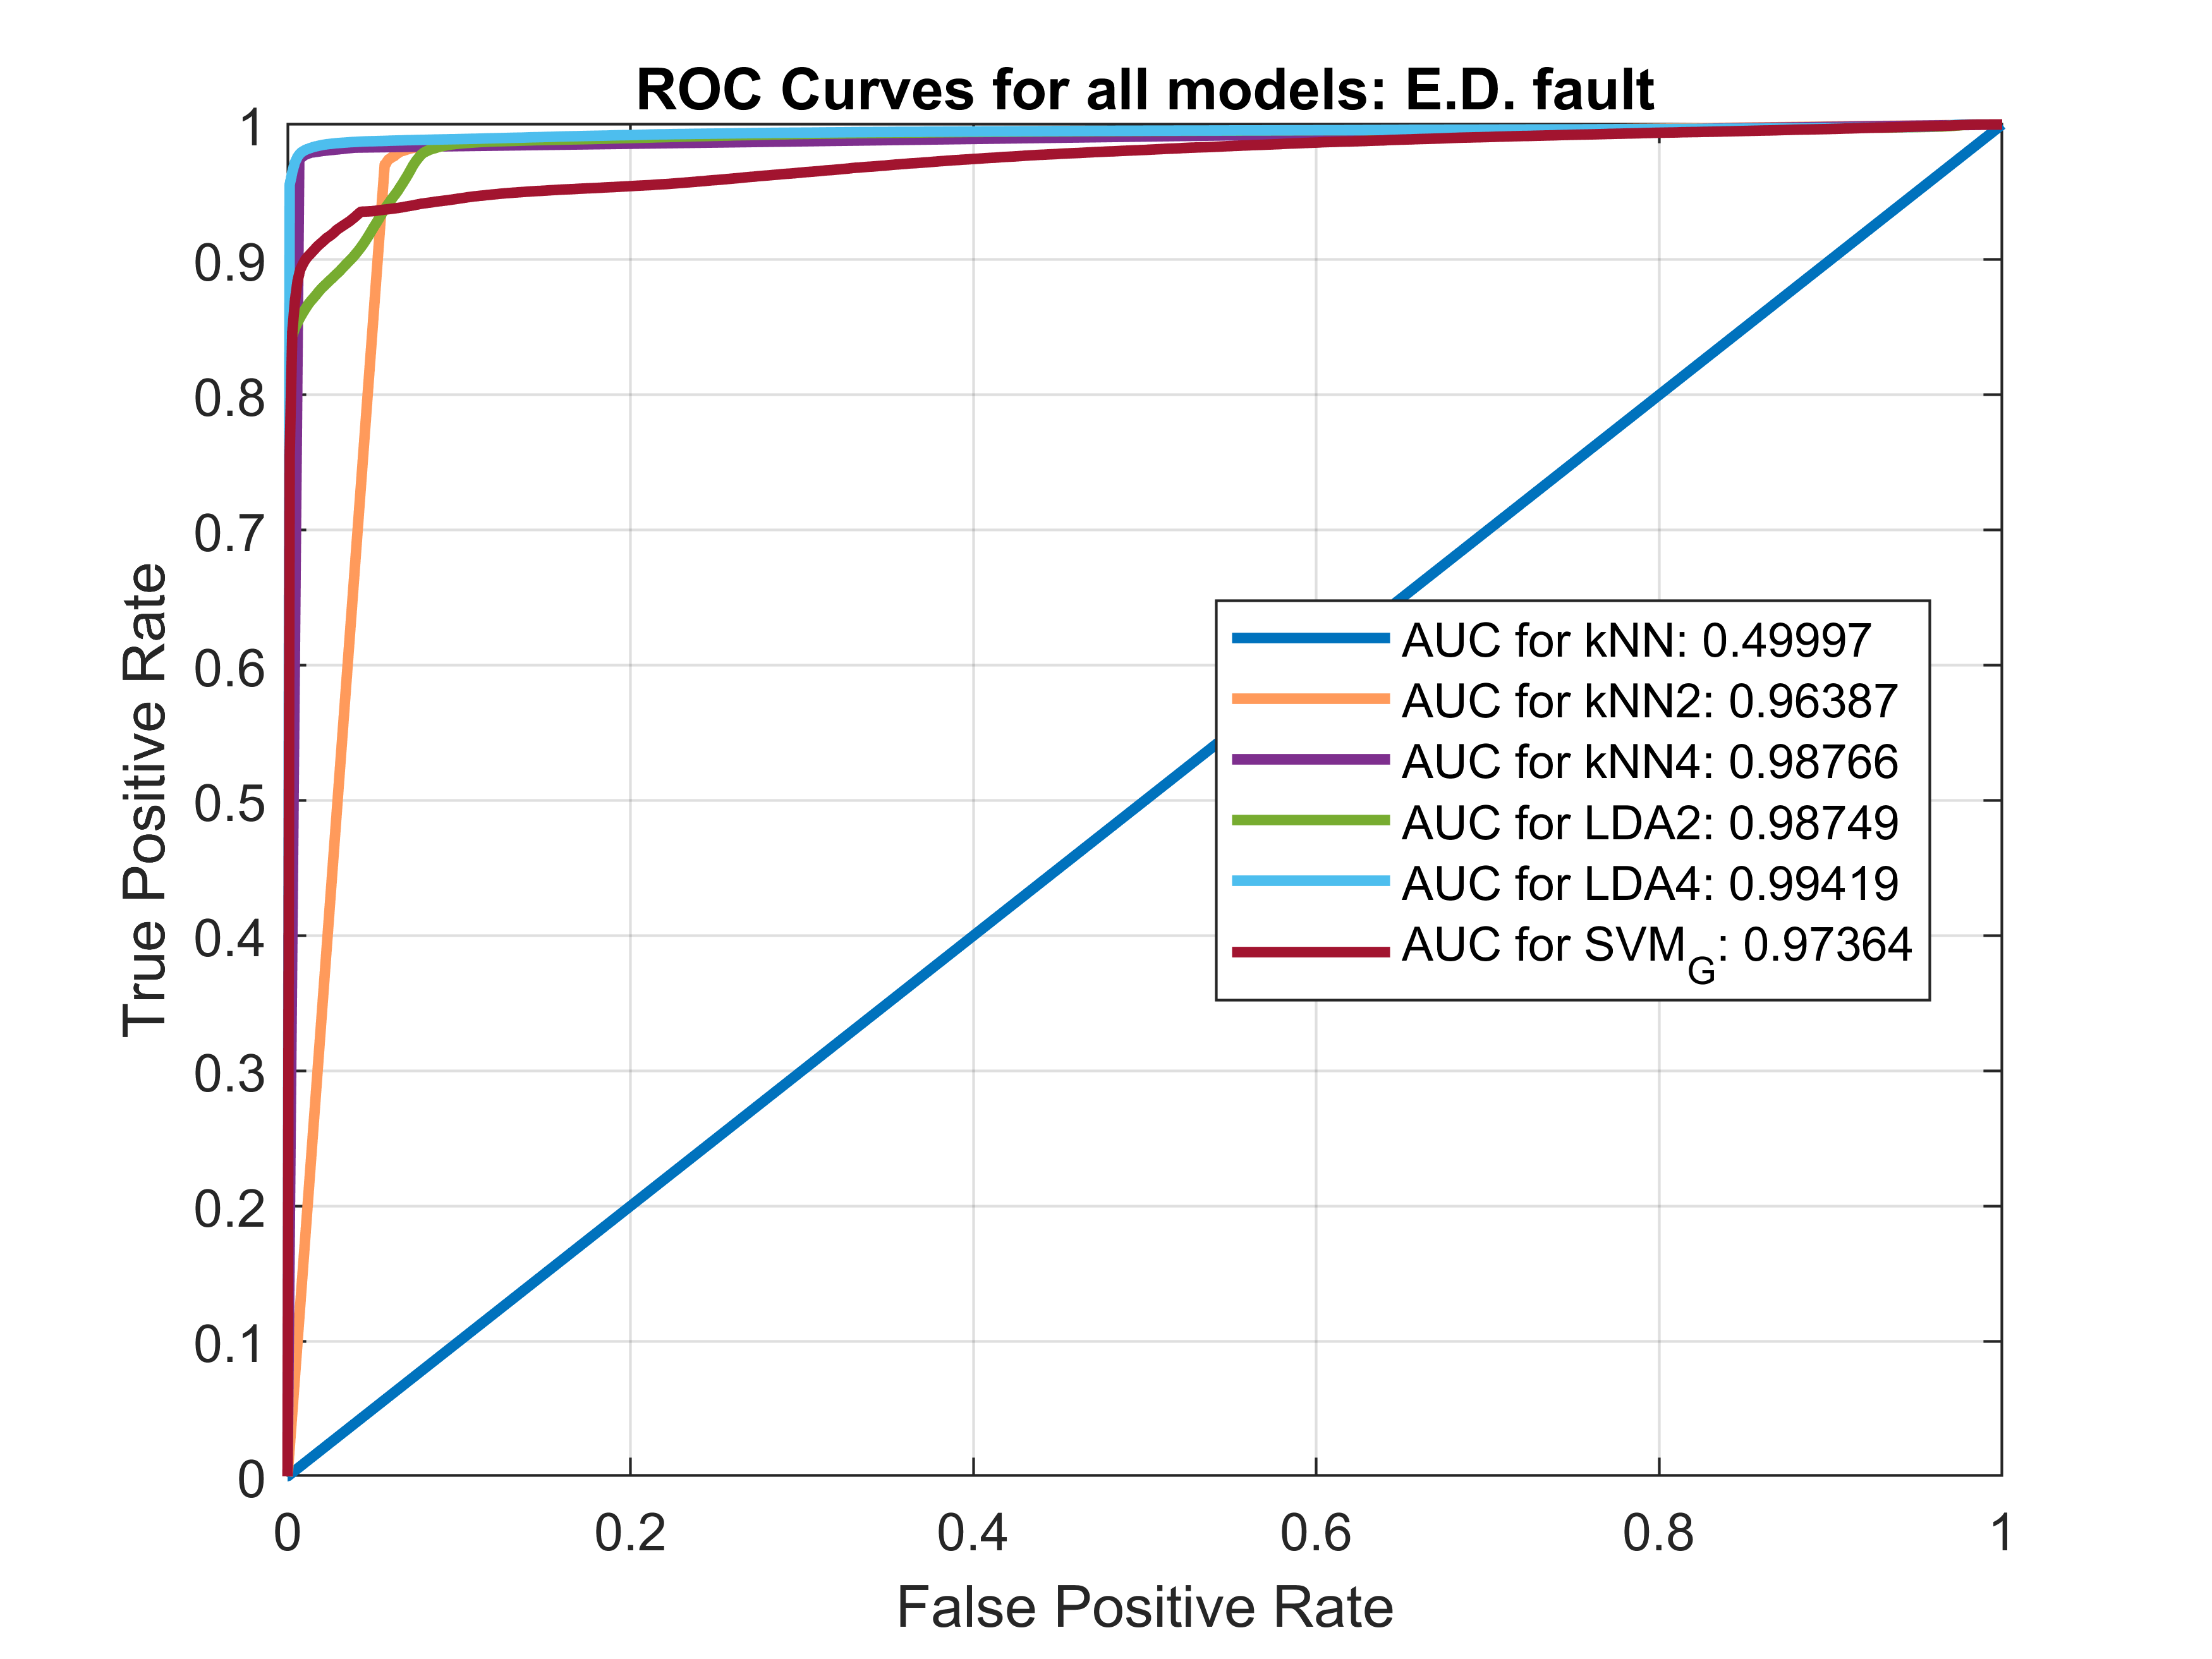 ROC Curves for all models: E.D. fault
1
0.9
0.8
0.7
0.6
0.5
0.4
0.3
0.2
0.1
0
True Positive Rate
AUC for kNN: 0.49997
AUC for kNN2: 0.96387
AUC for kNN4: 0.98766
AUC for LDA2: 0.98749
AUC for LDA4: 0.99419
AUC for SVM_G: 0.97364
0 0.2 0.4 0.6 0.8 1
False Positive Rate